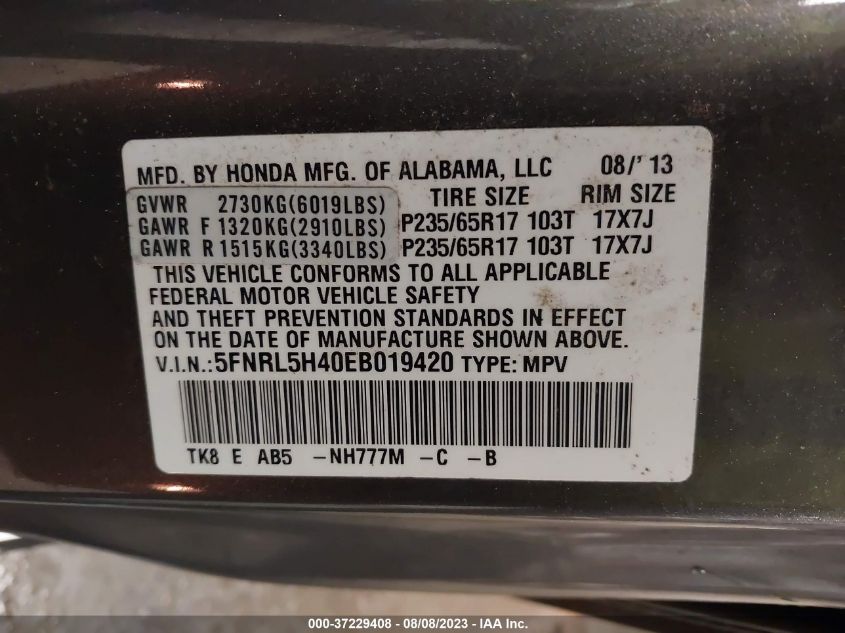 MFD. BY HONDA MFG. OF ALABAMA, LLC 08/'13
TIRE SIZE RIM SIZE
GVWR 2730KG(6019LBS)
GAWR F 1320KG(2910LBS) P235/65R17 103T 17X7J
GAWR R 1515KG(3340LBS) P235/65R17 103T 17X7J
THIS VEHICLE CONFORMS TO ALL APPLICABLE
FEDERAL MOTOR VEHICLE SAFETY
AND THEFT PREVENTION STANDARDS IN EFFECT
ON THE DATE OF MANUFACTURE SHOWN ABOVE.
V.I.N.:5FNRL5H40EB019420 TYPE: MPV
TK8 E AB5 -NH777M -C -B
000-37229408 - 08/08/2023 - IAA Inc.